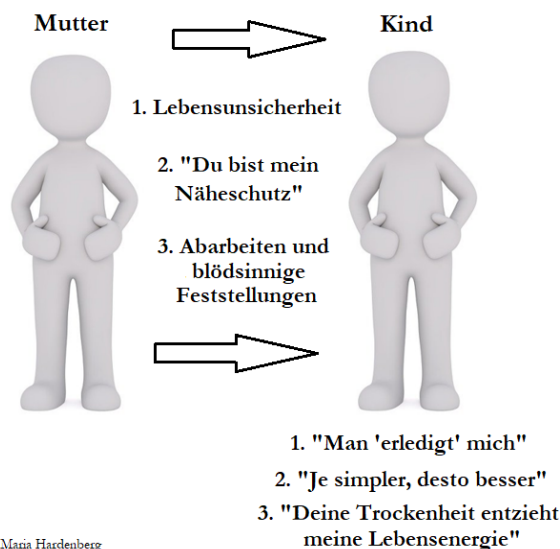 Mutter
Kind
1. Lebensunsicherheit
2. "Du bist mein
Näheschutz"
3. Abarbeiten und
blödsinnige
Feststellungen
1. "Man 'erledigt' mich"
2. "Je simpler, desto besser"
3. "Deine Trockenheit entzieht
meine Lebensenergie"
Maria Hardenberg